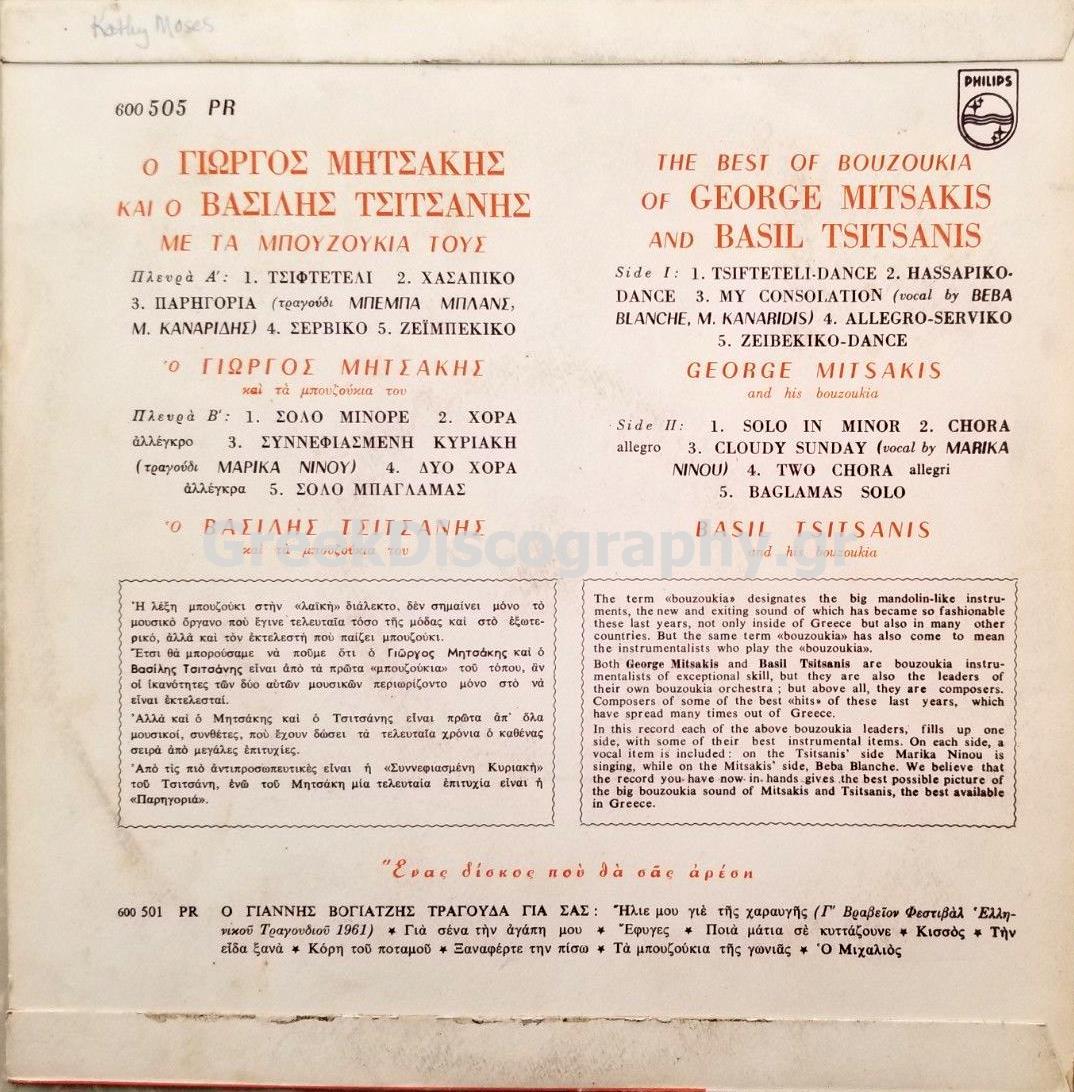 Kathy Moses
PHILIPS
600 505 PR
Ο ΓΙΩΡΓΟΣ ΜΗΤΣΑΚΗΣ
ΚΑΙ Ο ΒΑΣΙΛΗΣ ΤΣΙΤΣΑΝΗΣ
ΜΕ ΤΑ ΜΠΟΥΖΟΥΚΙΑ ΤΟΥΣ
Πλευρὰ Α′: 1. ΤΣΙΦΤΕΤΕΛΙ 2. ΧΑΣΑΠΙΚΟ
3. ΠΑΡΗΓΟΡΙΑ (τραγούδι ΜΠΕΜΠΑ ΜΠΛΑΝΣ,
Μ. ΚΑΝΑΡΙΔΗΣ) 4. ΣΕΡΒΙΚΟ 5. ΖΕΪΜΠΕΚΙΚΟ
Ὁ ΓΙΩΡΓΟΣ ΜΗΤΣΑΚΗΣ
καὶ τὰ μπουζούκια του
Πλευρὰ Β′: 1. ΣΟΛΟ ΜΙΝΟΡΕ 2. ΧΟΡΑ
ἀλλέγκρο 3. ΣΥΝΝΕΦΙΑΣΜΕΝΗ ΚΥΡΙΑΚΗ
(τραγούδι ΜΑΡΙΚΑ ΝΙΝΟΥ) 4. ΔΥΟ ΧΟΡΑ
ἀλλέγκρα 5. ΣΟΛΟ ΜΠΑΓΛΑΜΑΣ
Ὁ ΒΑΣΙΛΗΣ ΤΣΙΤΣΑΝΗΣ
καὶ τὰ μπουζούκια του
THE BEST OF BOUZOUKIA
OF GEORGE MITSAKIS
AND BASIL TSITSANIS
Side I: 1. TSIFTETELI-DANCE 2. HASSAPIKO-
DANCE 3. MY CONSOLATION (vocal by BEBA
BLANCHE, M. KANARIDIS) 4. ALLEGRO-SERVIKO
5. ZEIBEKIKO-DANCE
GEORGE MITSAKIS
and his bouzoukia
Side II: 1. SOLO IN MINOR 2. CHORA
allegro 3. CLOUDY SUNDAY (vocal by MARIKA
NINOU) 4. TWO CHORA allegri
5. BAGLAMAS SOLO
BASIL TSITSANIS
and his bouzoukia
GreekDiscography.gr
Ἡ λέξη μπουζούκι στὴν «λαϊκὴ» διάλεκτο, δὲν σημαίνει μόνο τὸ
μουσικὸ ὄργανο ποὺ ἔγινε τελευταῖα τόσο τῆς μόδας καὶ στὸ ἐξωτε-
ρικό, ἀλλὰ καὶ τὸν ἐκτελεστὴ ποὺ παίζει μπουζούκι.
Ἔτσι θὰ μπορούσαμε νὰ ποῦμε ὅτι ὁ Γιῶργος Μητσάκης καὶ ὁ
Βασίλης Τσιτσάνης εἶναι ἀπὸ τὰ πρῶτα «μπουζούκια» τοῦ τόπου, ἂν
οἱ ἱκανότητες τῶν δύο αὐτῶν μουσικῶν περιωρίζοντο μόνο στὸ νὰ
εἶναι ἐκτελεσταί.
Ἀλλὰ καὶ ὁ Μητσάκης καὶ ὁ Τσιτσάνης εἶναι πρῶτα ἀπ᾽ ὅλα
μουσικοί, συνθέτες, ποὺ ἔχουν δώσει τὰ τελευταῖα χρόνια ὁ καθένας
σειρὰ ἀπὸ μεγάλες ἐπιτυχίες.
Ἀπὸ τὶς πιὸ ἀντιπροσωπευτικὲς εἶναι ἡ «Συννεφιασμένη Κυριακὴ»
τοῦ Τσιτσάνη, ἐνῶ τοῦ Μητσάκη μία τελευταία ἐπιτυχία εἶναι ἡ
«Παρηγοριά».
The term «bouzoukia» designates the big mandolin-like instru-
ments, the new and exiting sound of which has became so fashionable
these last years, not only inside of Greece but also in many other
countries. But the same term «bouzoukia» has also come to mean
the instrumentalists who play the «bouzoukia».
Both George Mitsakis and Basil Tsitsanis are bouzoukia instru-
mentalists of exceptional skill, but they are also the leaders of
their own bouzoukia orchestra ; but above all, they are composers.
Composers of some of the best «hits» of these last years, which
have spread many times out of Greece.
In this record each of the above bouzoukia leaders, fills up one
side, with some of their best instrumental items. On each side, a
vocal item is included : on the Tsitsanis' side Marika Ninou is
singing, while on the Mitsakis' side, Beba Blanche. We believe that
the record you have now in hands gives the best possible picture of
the big bouzoukia sound of Mitsakis and Tsitsanis, the best available
in Greece.
Ἕνας δίσκος ποὺ θὰ σᾶς ἀρέση
600 501 PR Ο ΓΙΑΝΝΗΣ ΒΟΓΙΑΤΖΗΣ ΤΡΑΓΟΥΔΑ ΓΙΑ ΣΑΣ : Ἥλιε μου γιὲ τῆς χαραυγῆς (Γ′ Βραβεῖον Φεστιβὰλ Ἑλλη-
νικοῦ Τραγουδιοῦ 1961) ★ Γιὰ σένα τὴν ἀγάπη μου ★ Ἔφυγες ★ Ποιὰ μάτια σὲ κυττάζουνε ★ Κισσὸς ★ Τὴν
εἶδα ξανὰ ★ Κόρη τοῦ ποταμοῦ ★ Ξαναφέρτε την πίσω ★ Τὰ μπουζούκια τῆς γωνιᾶς ★ Ὁ Μιχαλιὸς